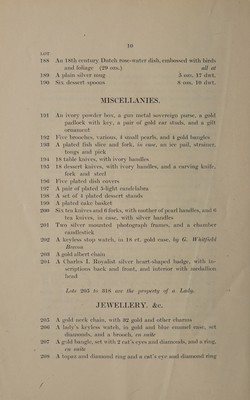 10
LOT
188 An 18th century Dutch rose-water dish, embossed with birds
and foliage (29 ozs.) all at
189 A plain silver mug 5 ozs. 17 dwt.
190 Six dessert spoons 8 ozs. 10 dwt.
MISCELLANIES.
191 An ivory powder box, a gun metal sovereign purse, a gold
padlock with key, a pair of gold ear studs, and a gilt
ornament
192 Five brooches, various, 4 small pearls, and 4 gold bangles
193 A plated fish slice and fork, in case, an ice pail, strainer,
tongs and pick
194 18 table knives, with ivory handles
195 18 dessert knives, with ivory handles, and a carving knife,
fork and steel
196 Five plated dish covers
197 A pair of plated 3-light candelabra
198 A set of 4 plated dessert stands
199 A plated cake basket
200 Six tea knives and 6 forks, with mother of pearl handles, and 6
tea knives, in case, with silver handles
201 Two silver mounted photograph frames, and a chamber
candlestick
202 A keyless stop watch, in 18 ct. gold case, by G. Whitfield
203 A gold albert chain
204 A Charles I. Royalist silver heart-shaped badge, with in-
scriptions back and front, and interior with medallion
head
Lots 205 to 218 are the property of a Lady.
JEWELLERY, &c.
205 A gold neck chain, with 62 gold and other charms
206 A lady's keyless watch, in gold and blue enamel case, set
diamonds, and a brooch, en suite
207 A gold bangle, set with 2 cat's eyes and diamonds, and a ring,
en suite
208 A topaz and diamond ring and a cat's eye and diamond ring